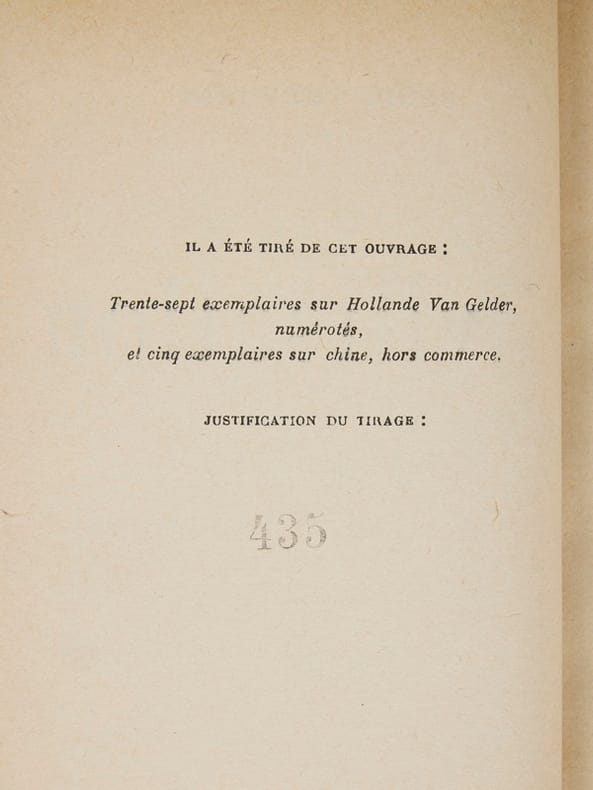 IL A ÉTÉ TIRÉ DE CET OUVRAGE :
Trente-sept exemplaires sur Hollande Van Gelder,
numérotés,
et cinq exemplaires sur chine, hors commerce.
JUSTIFICATION DU TIRAGE :
435